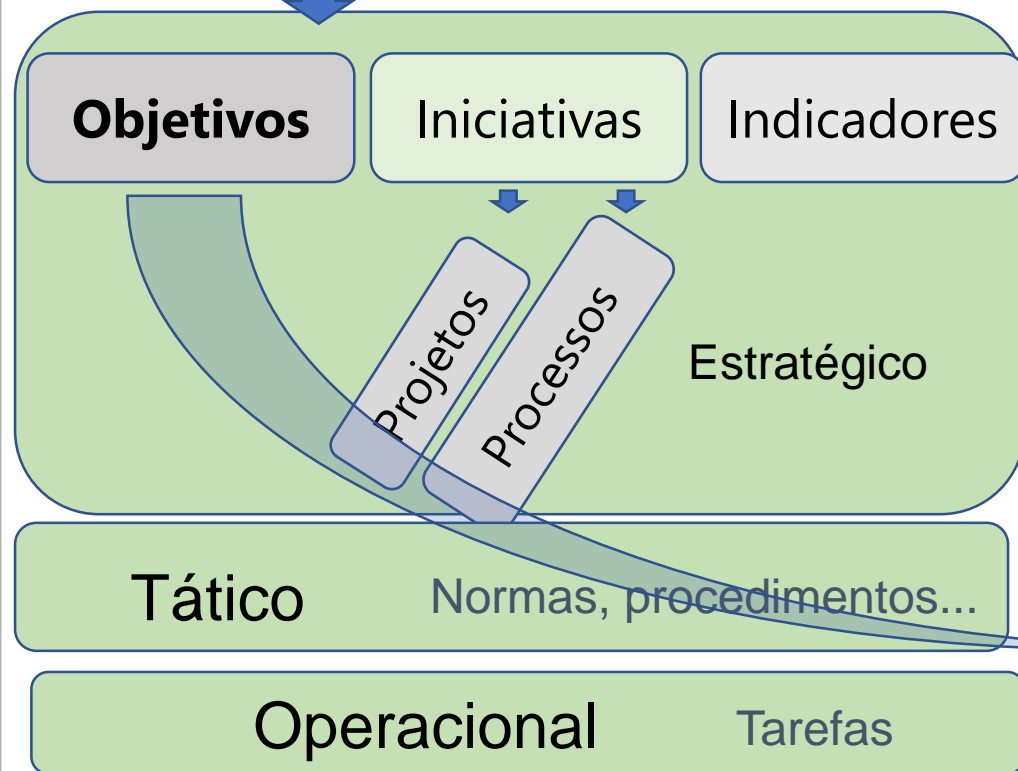 Objetivos
Iniciativas
Indicadores
Projetos
Processos
Estratégico
Tático
Normas, procedimentos...
Operacional
Tarefas